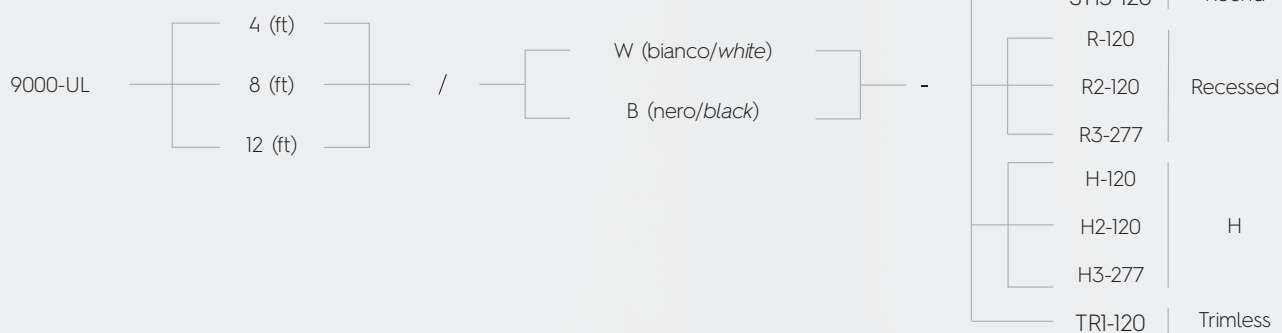 R-120
4 (ft)
W (bianco/white)
9000-UL
8 (ft)
/
-
R2-120
Recessed
B (nero/black)
12 (ft)
R3-277
H-120
H2-120
H
H3-277
TR1-120
Trimless